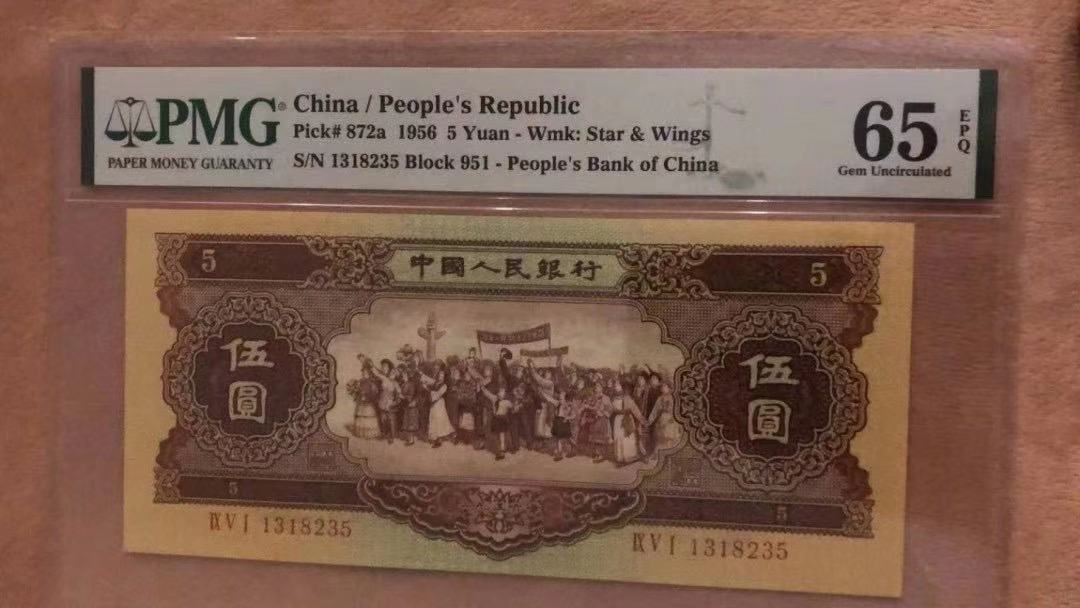 PMG
PAPER MONEY GUARANTY
China / People's Republic
Pick# 872a 1956 5 Yuan - Wmk: Star & Wings
S/N 1318235 Block 951 - People's Bank of China
65
EPQ
Gem Uncirculated
5
中國人民銀行
5
伍圓
伍圓
5
5
IX V I 1318235
IX V I 1318235